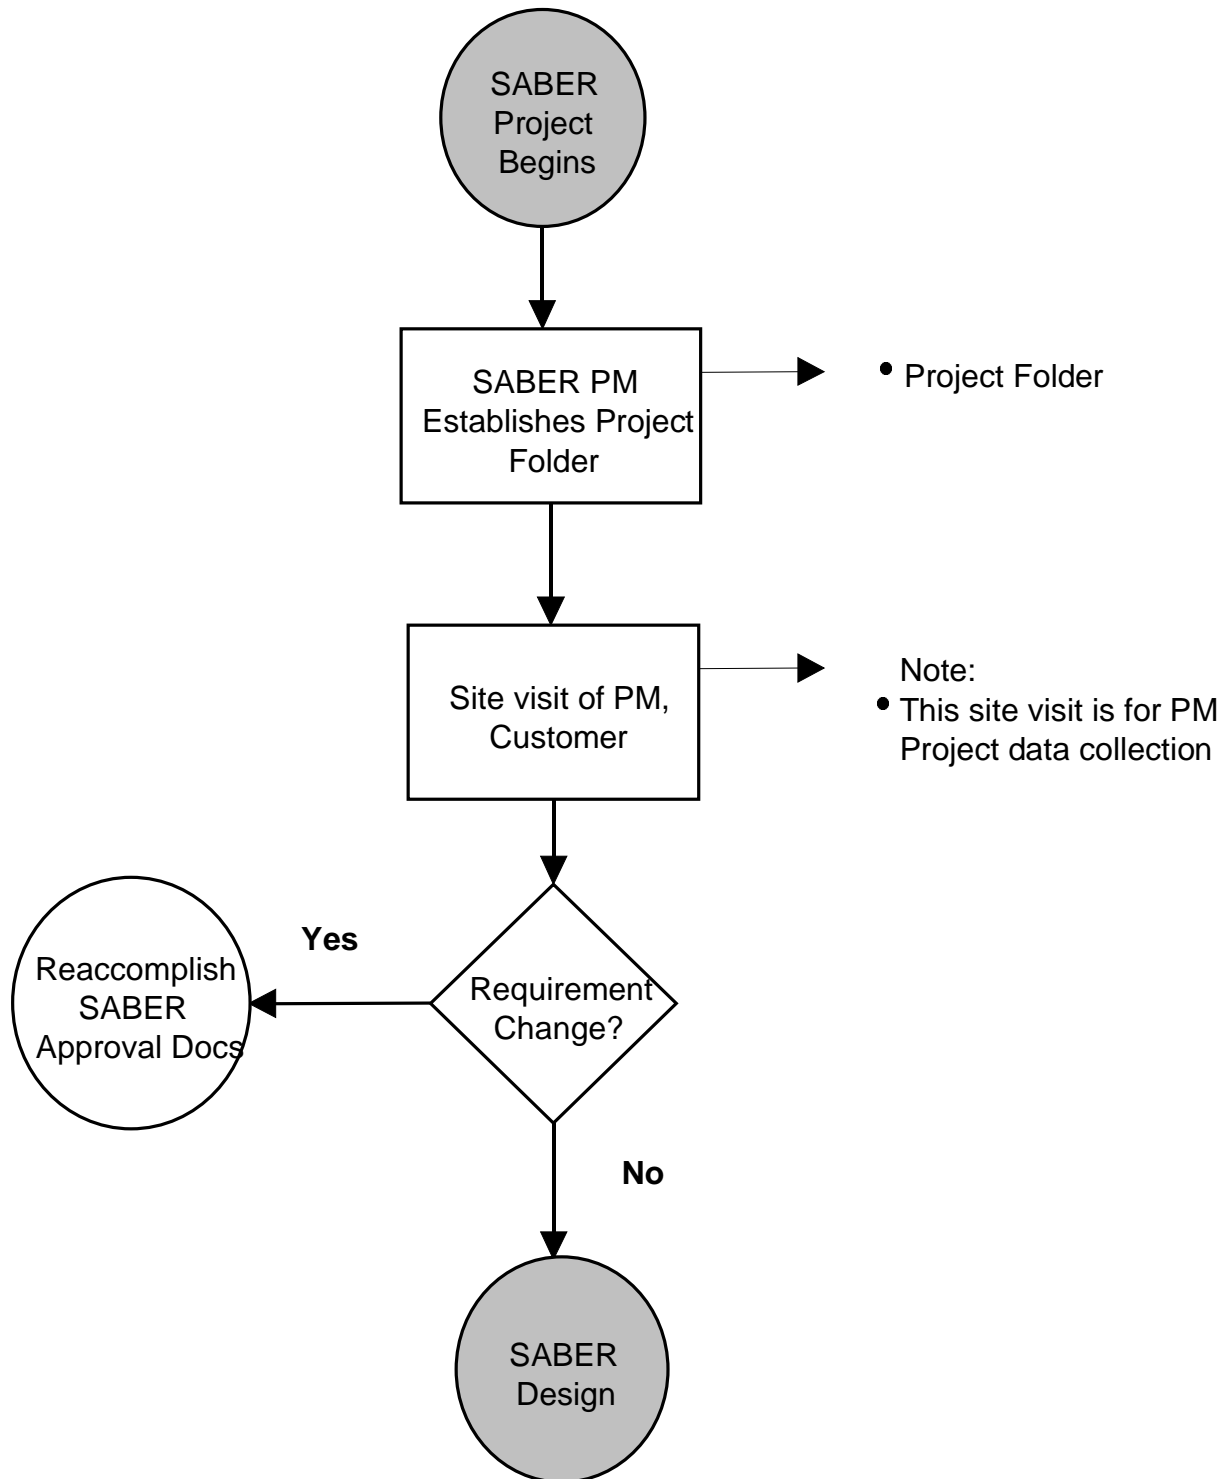 SABER
Project
Begins
SABER PM
Establishes Project
Folder
• Project Folder
Site visit of PM,
Customer
Note:
• This site visit is for PM
Project data collection
Yes
Reaccomplish
SABER
Approval Docs
Requirement
Change?
No
SABER
Design